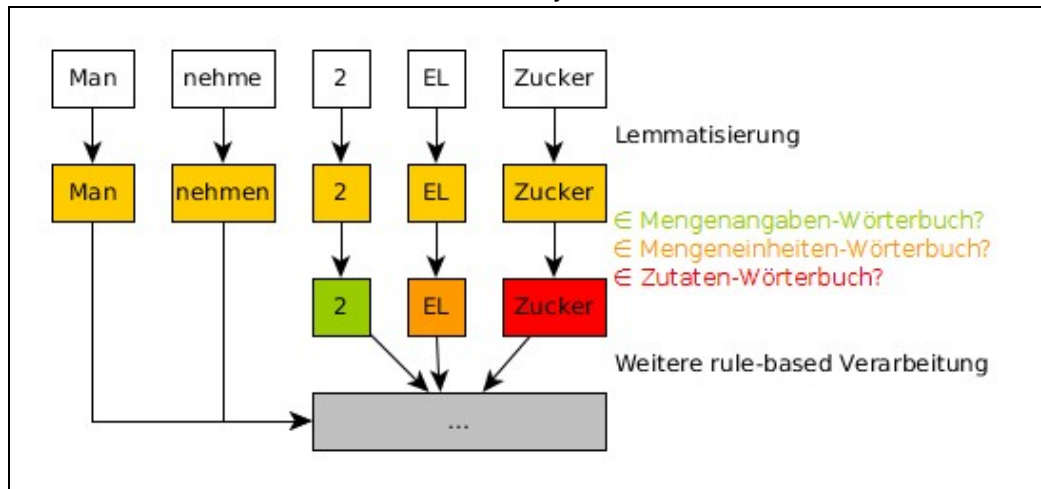 Man nehme 2 EL Zucker
Lemmatisierung
Man nehmen 2 EL Zucker
∈ Mengenangaben-Wörterbuch?
∈ Mengeneinheiten-Wörterbuch?
∈ Zutaten-Wörterbuch?
2 EL Zucker
Weitere rule-based Verarbeitung
...